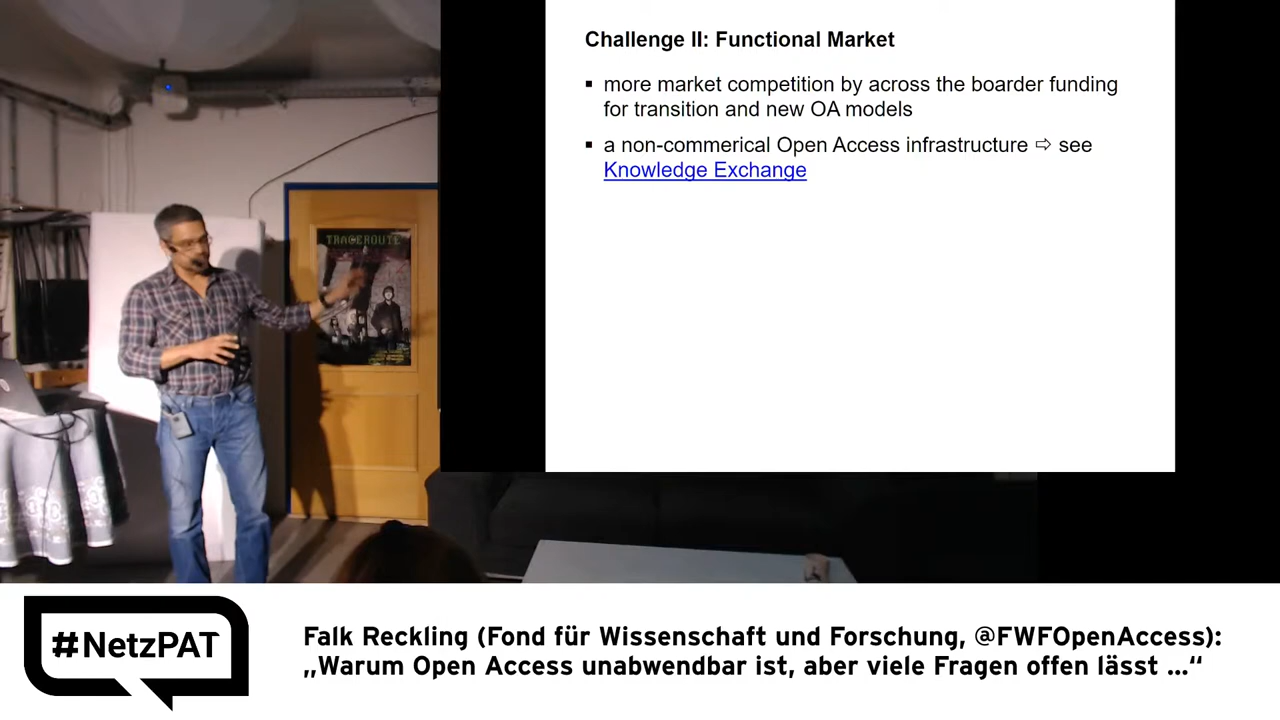 Challenge II: Functional Market
▪ more market competition by across the boarder funding
for transition and new OA models
▪ a non-commerical Open Access infrastructure ⇨ see
Knowledge Exchange
TRACEROUTE
#NetzPAT
Falk Reckling (Fond für Wissenschaft und Forschung, @FWFOpenAccess):
„Warum Open Access unabwendbar ist, aber viele Fragen offen lässt ...“